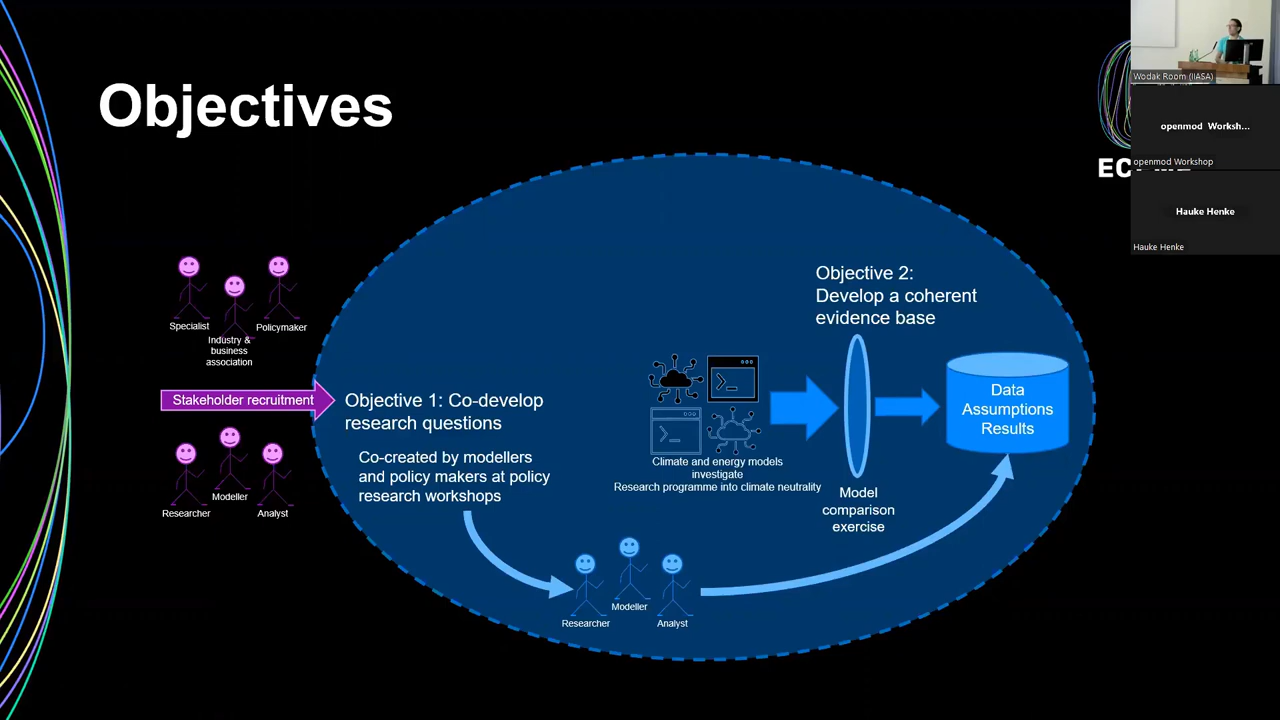 Objectives
Wodak Room (IIASA)
openmod Worksh...
openmod Workshop
Hauke Henke
Hauke Henke
Specialist
Policymaker
Industry &
business
association
Stakeholder recruitment
Modeller
Researcher
Analyst
Objective 1: Co-develop
research questions
Co-created by modellers
and policy makers at policy
research workshops
Researcher
Modeller
Analyst
Climate and energy models
investigate
Research programme into climate neutrality
Objective 2:
Develop a coherent
evidence base
Model
comparison
exercise
Data
Assumptions
Results